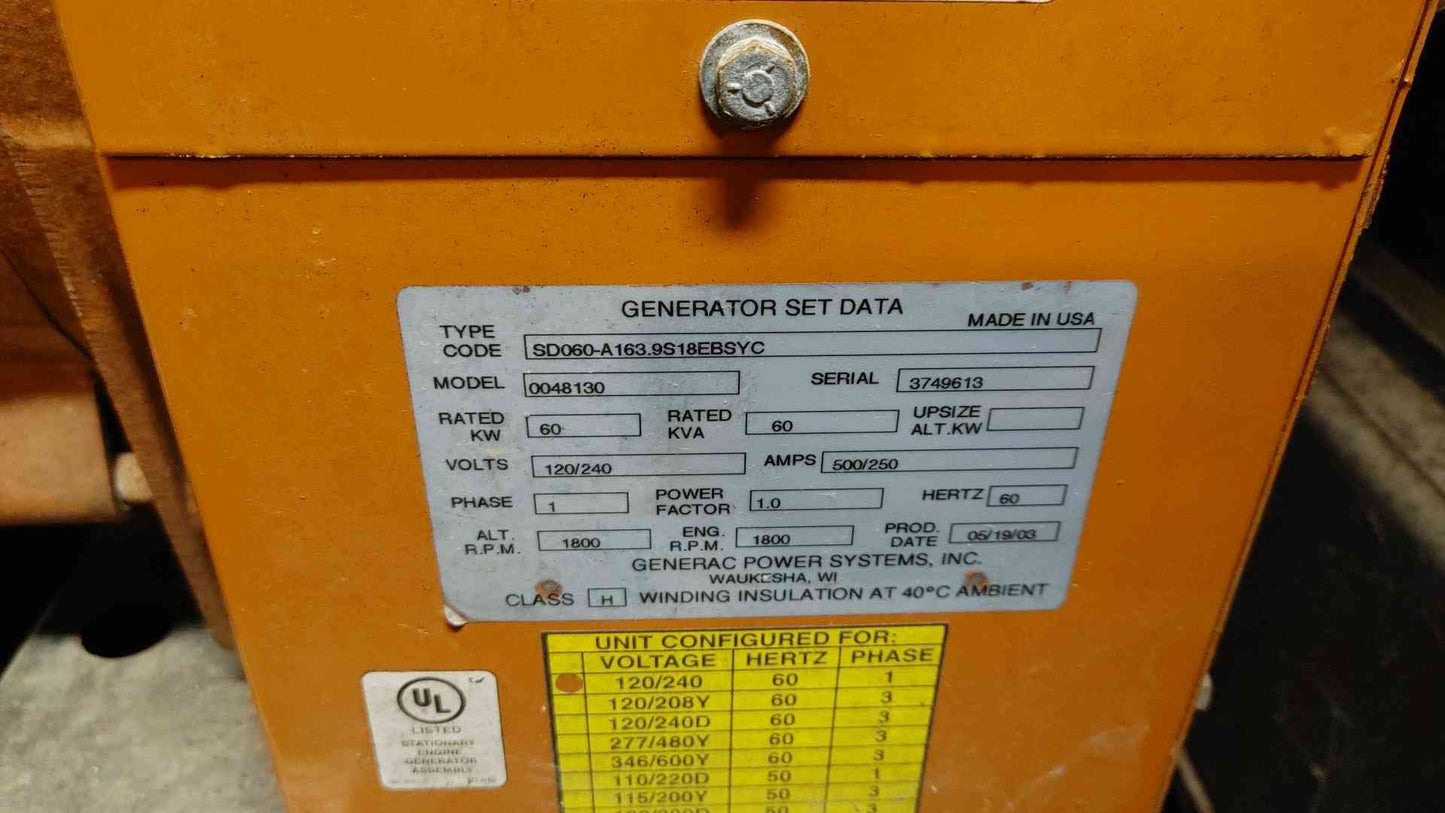 GENERATOR SET DATA
MADE IN USA
TYPE CODE SD060-A163.9S18EBSYC
MODEL 0048130 SERIAL 3749613
RATED KW 60 RATED KVA 60 UPSIZE ALT.KW
VOLTS 120/240 AMPS 500/250
PHASE 1 POWER FACTOR 1.0 HERTZ 60
ALT. R.P.M. 1800 ENG. R.P.M. 1800 PROD. DATE 05/19/03
GENERAC POWER SYSTEMS, INC.
WAUKESHA, WI
CLASS H WINDING INSULATION AT 40°C AMBIENT
UNIT CONFIGURED FOR:
VOLTAGE HERTZ PHASE
120/240 60 1
120/208Y 60 3
120/240D 60 3
277/480Y 60 3
346/600Y 60 3
110/220D 50 1
115/200Y 50 3
50 3
UL
LISTED
STATIONARY
ENGINE
GENERATOR
ASSEMBLY